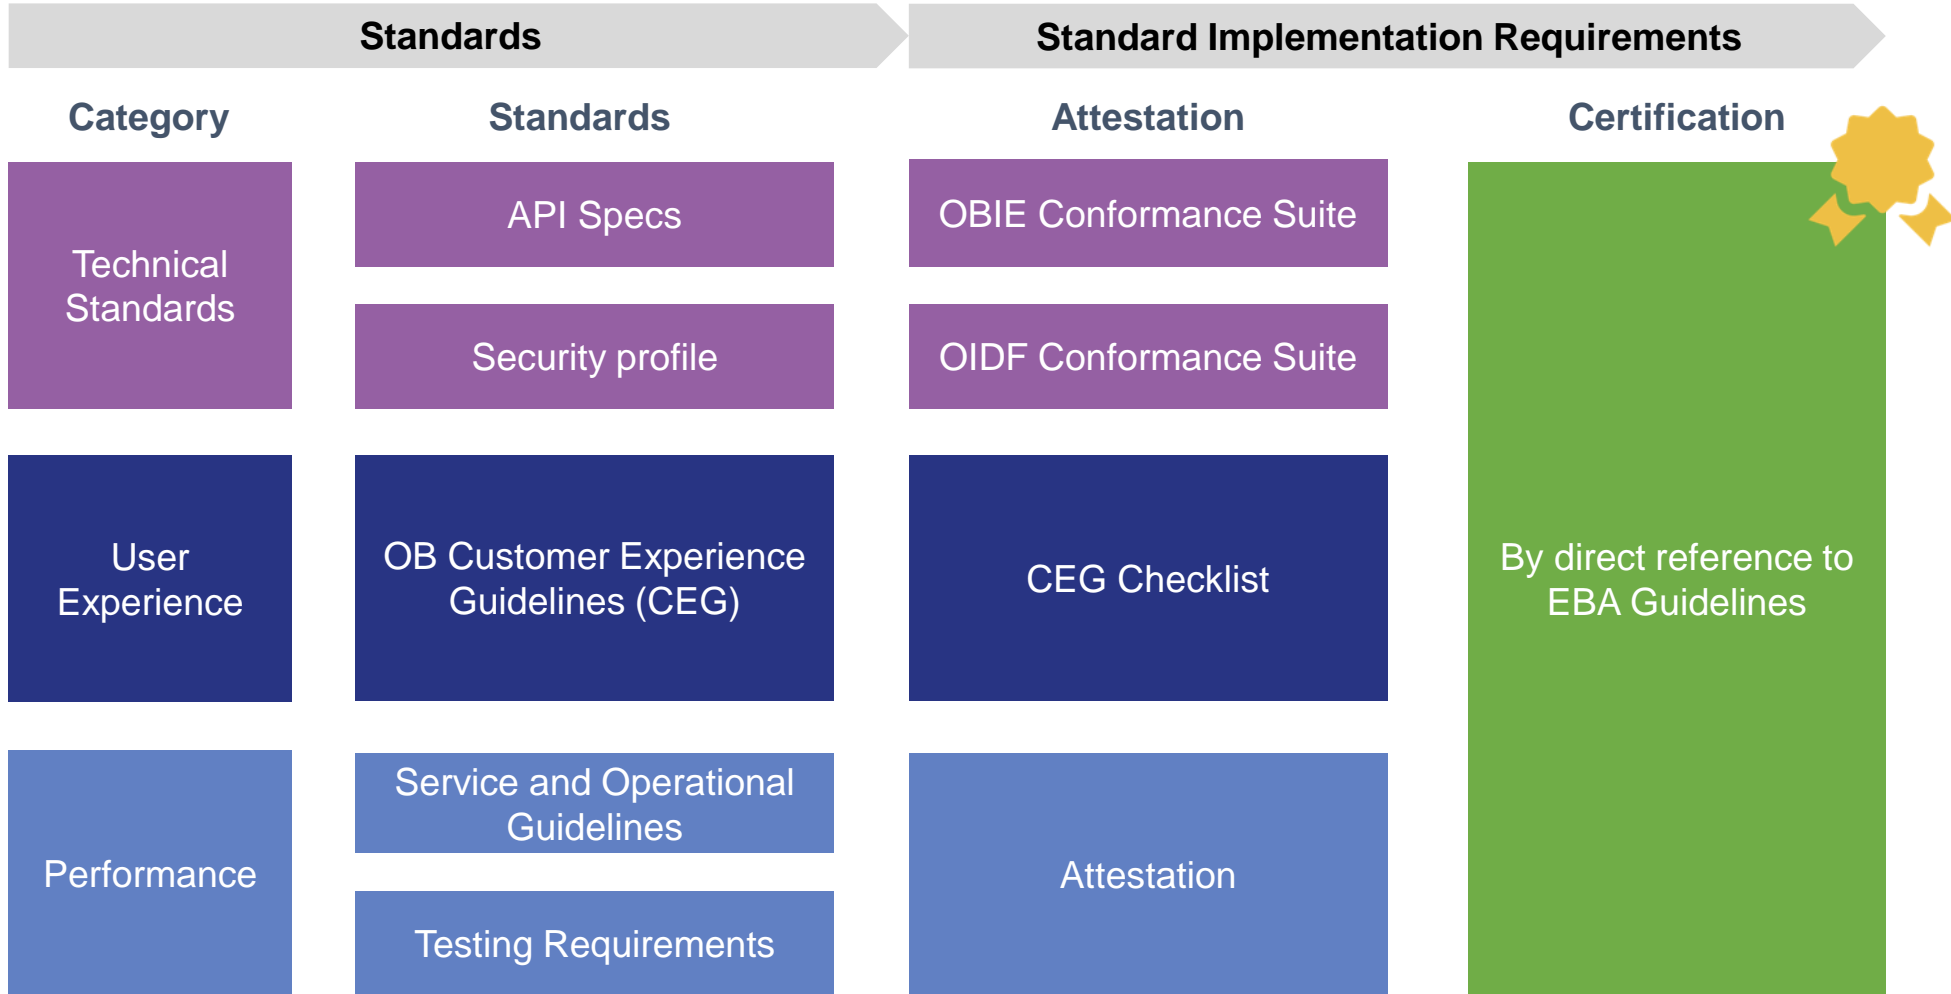 Standards
Standard Implementation Requirements
Category
Standards
Attestation
Certification
Technical
Standards
API Specs
OBIE Conformance Suite
Security profile
OIDF Conformance Suite
User
Experience
OB Customer Experience
Guidelines (CEG)
CEG Checklist
By direct reference to
EBA Guidelines
Performance
Service and Operational
Guidelines
Testing Requirements
Attestation